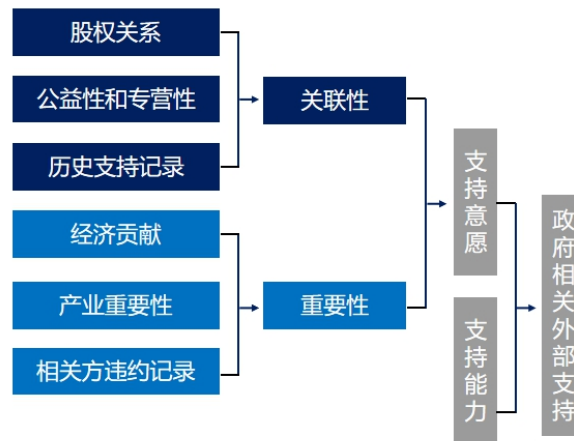 股权关系
公益性和专营性
历史支持记录
经济贡献
产业重要性
相关方违约记录
关联性
重要性
支持意愿
支持能力
政府相关外部支持